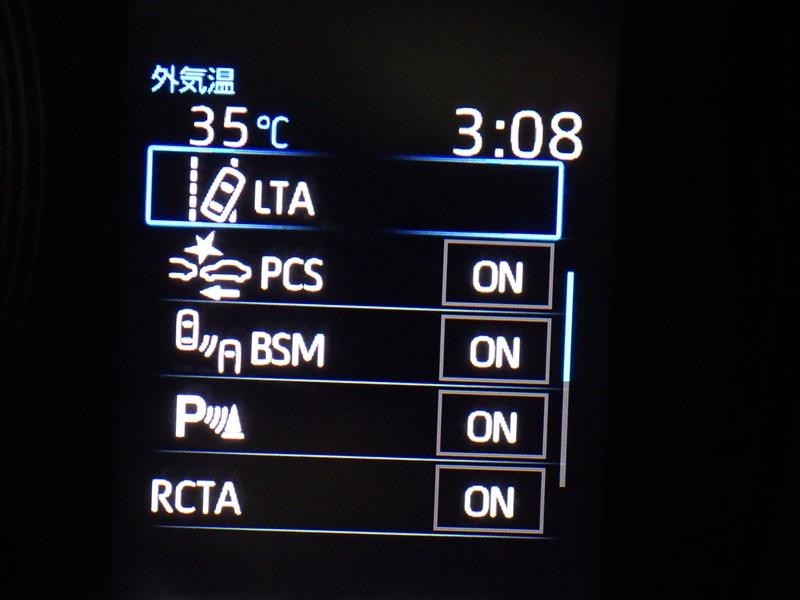 外気温
35℃ 3:08
LTA
PCS ON
BSM ON
P ON
RCTA ON